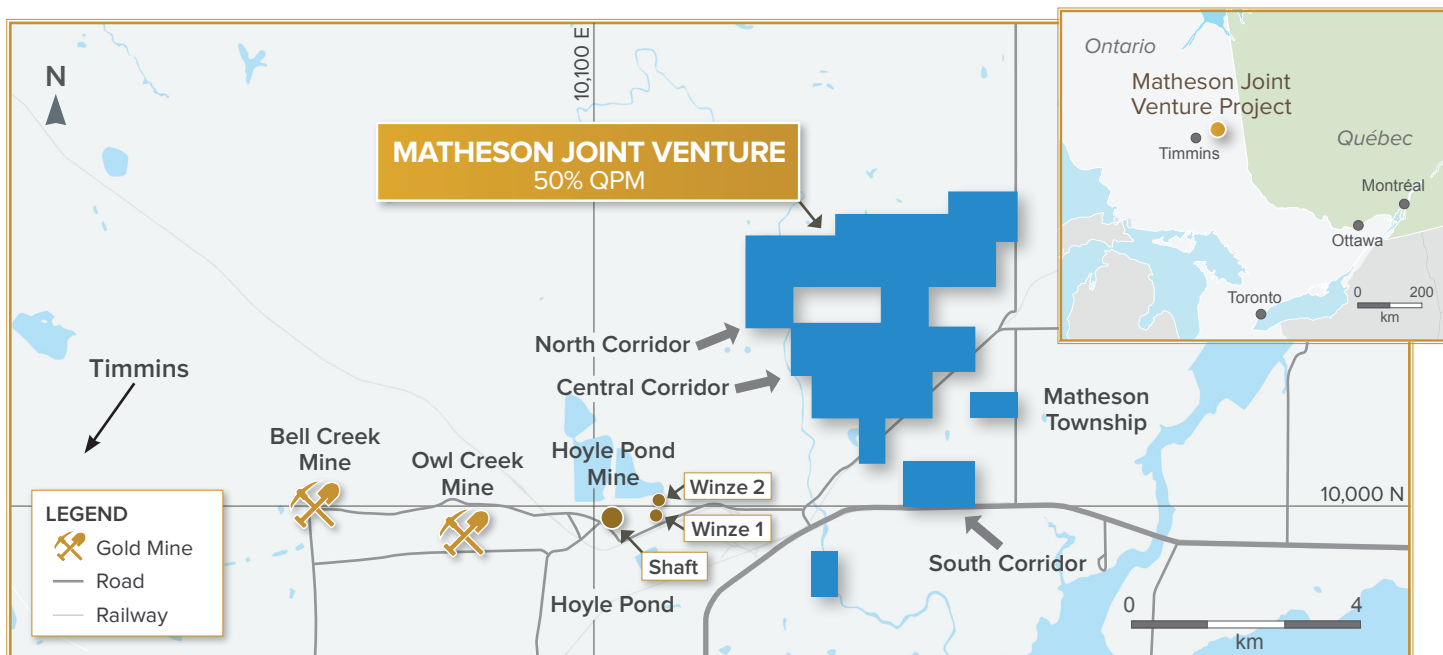 N
10,100 E
MATHESON JOINT VENTURE
50% QPM
Ontario
Matheson Joint
Venture Project
Timmins
Québec
Montréal
Ottawa
Toronto
0 200
km
North Corridor
Central Corridor
Timmins
Matheson
Township
Bell Creek
Mine
Owl Creek
Mine
Hoyle Pond
Mine
Winze 2
Winze 1
Shaft
Hoyle Pond
10,000 N
South Corridor
LEGEND
Gold Mine
Road
Railway
0 4
km